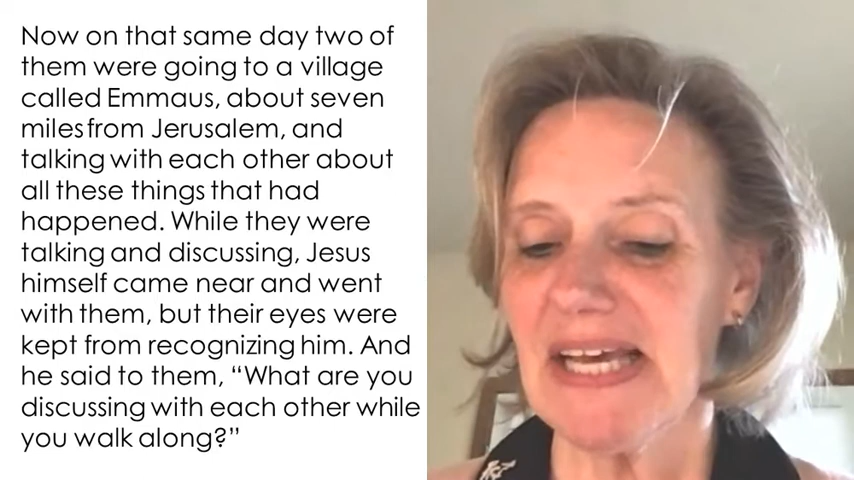 Now on that same day two of
them were going to a village
called Emmaus, about seven
miles from Jerusalem, and
talking with each other about
all these things that had
happened. While they were
talking and discussing, Jesus
himself came near and went
with them, but their eyes were
kept from recognizing him. And
he said to them, “What are you
discussing with each other while
you walk along?”